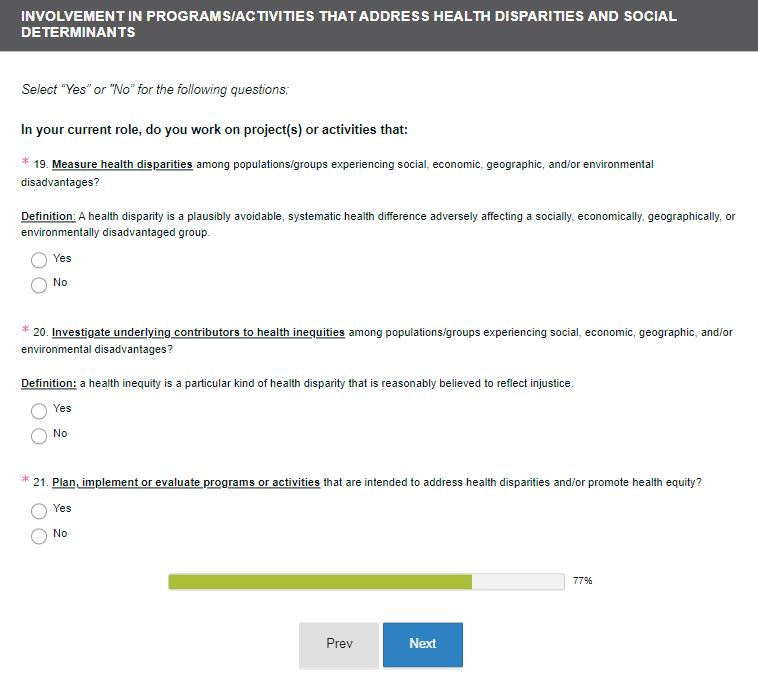 INVOLVEMENT IN PROGRAMS/ACTIVITIES THAT ADDRESS HEALTH DISPARITIES AND SOCIAL
DETERMINANTS
Select “Yes” or "No” for the following questions:
In your current role, do you work on project(s) or activities that:
* 19. Measure health disparities among populations/groups experiencing social, economic, geographic, and/or environmental
disadvantages?
Definition: A health disparity is a plausibly avoidable, systematic health difference adversely affecting a socially, economically, geographically, or
environmentally disadvantaged group.
Yes
No
* 20. Investigate underlying contributors to health inequities among populations/groups experiencing social, economic, geographic, and/or
environmental disadvantages?
Definition: a health inequity is a particular kind of health disparity that is reasonably believed to reflect injustice.
Yes
No
* 21. Plan, implement or evaluate programs or activities that are intended to address health disparities and/or promote health equity?
Yes
No
77%
Prev
Next